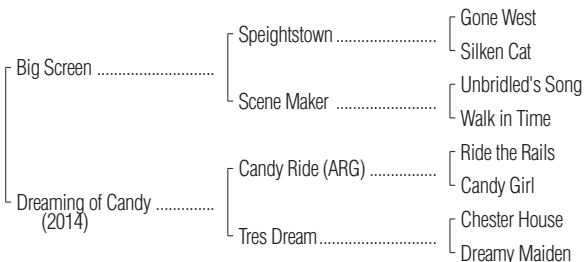 Gone West
Speightstown ......................
Silken Cat
Big Screen ...........................
Unbridled's Song
Scene Maker ......................
Walk in Time
Ride the Rails
Candy Ride (ARG) ...............
Candy Girl
Dreaming of Candy .............
(2014)
Chester House
Tres Dream..........................
Dreamy Maiden